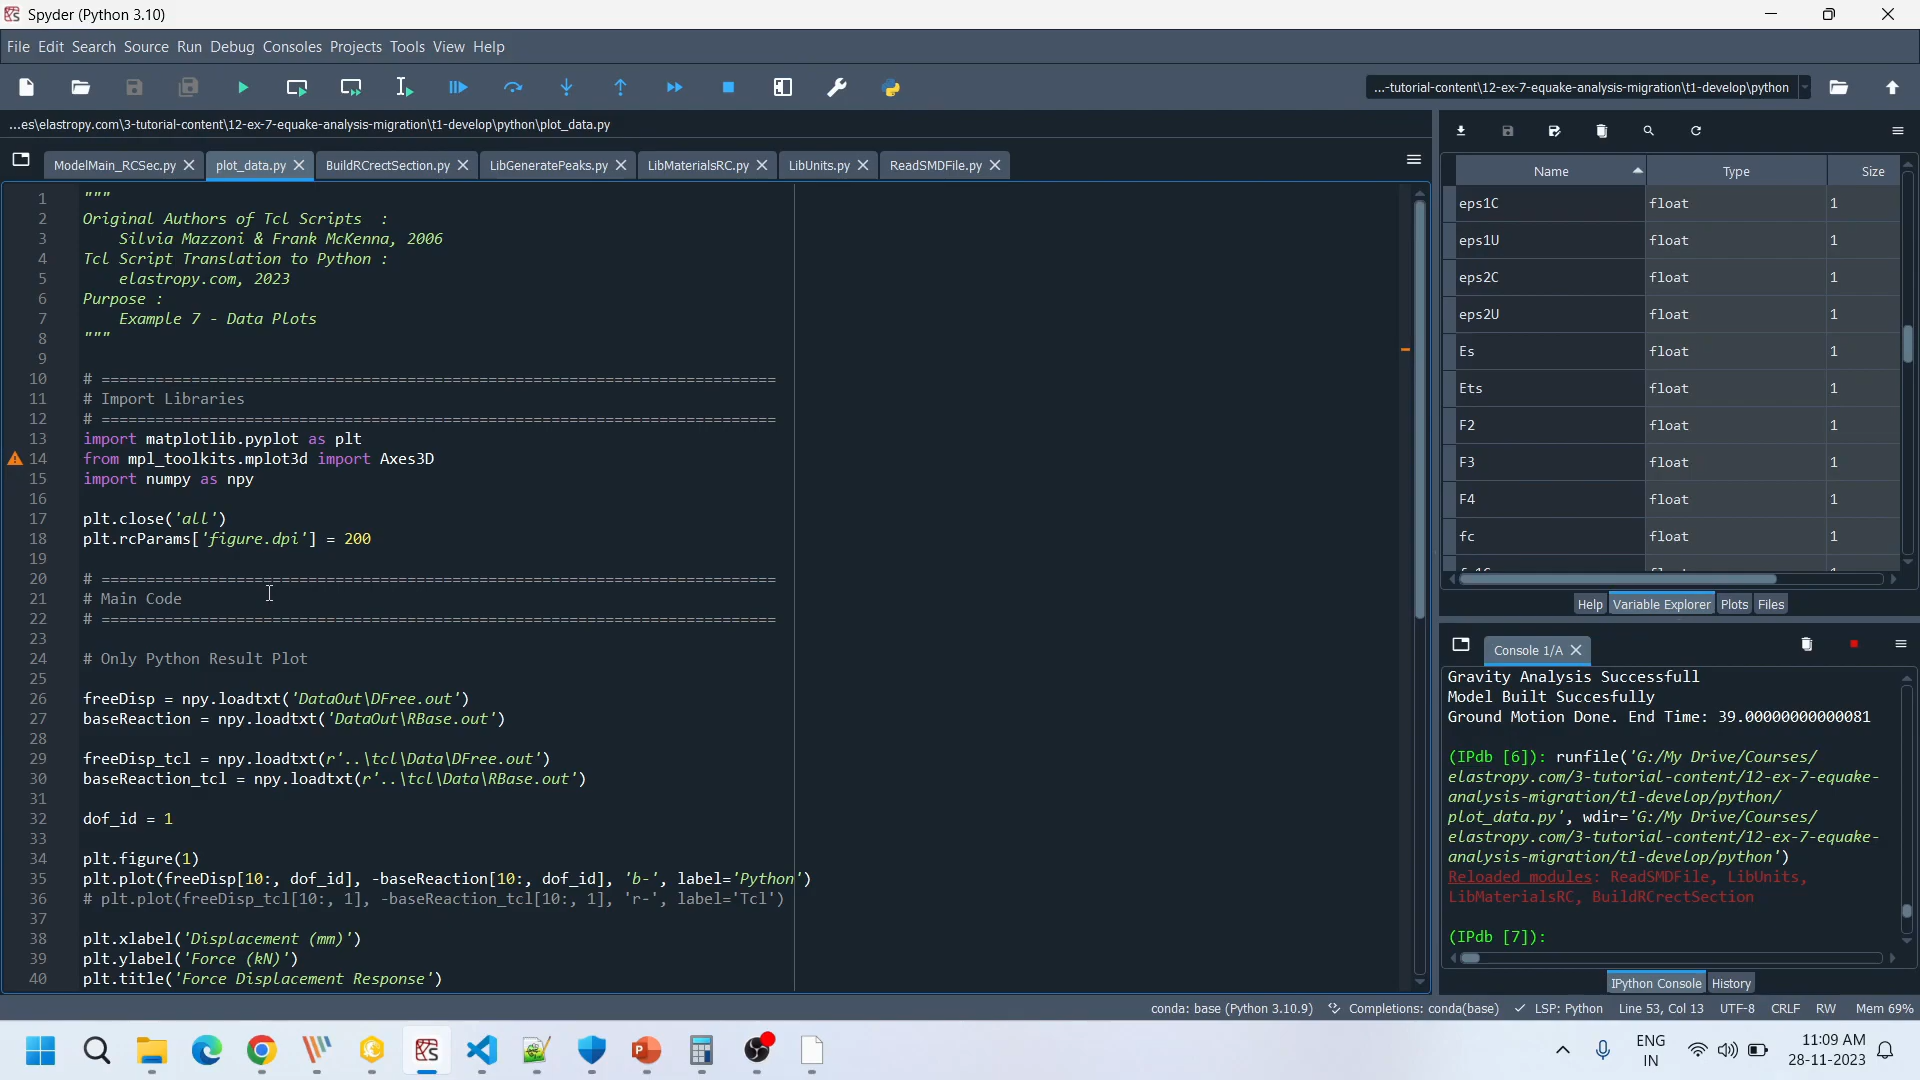 Spyder (Python 3.10)
File Edit Search Source Run Debug Consoles Projects Tools View Help
...-tutorial-content\12-ex-7-equake-analysis-migration\t1-develop\python
...es\elastropy.com\3-tutorial-content\12-ex-7-equake-analysis-migration\t1-develop\python\plot_data.py
ModelMain_RCSec.py plot_data.py BuildRCrectSection.py LibGeneratePeaks.py LibMaterialsRC.py LibUnits.py ReadSMDFile.py
1 """
2 Original Authors of Tcl Scripts :
3 Silvia Mazzoni & Frank McKenna, 2006
4 Tcl Script Translation to Python :
5 elastropy.com, 2023
6 Purpose :
7 Example 7 - Data Plots
8 """
9
10 # ===========================================================================
11 # Import Libraries
12 # ===========================================================================
13 import matplotlib.pyplot as plt
14 from mpl_toolkits.mplot3d import Axes3D
15 import numpy as npy
16
17 plt.close('all')
18 plt.rcParams['figure.dpi'] = 200
19
20 # ===========================================================================
21 # Main Code
22 # ===========================================================================
23
24 # Only Python Result Plot
25
26 freeDisp = npy.loadtxt('DataOut\DFree.out')
27 baseReaction = npy.loadtxt('DataOut\RBase.out')
28
29 freeDisp_tcl = npy.loadtxt(r'..\tcl\Data\DFree.out')
30 baseReaction_tcl = npy.loadtxt(r'..\tcl\Data\RBase.out')
31
32 dof_id = 1
33
34 plt.figure(1)
35 plt.plot(freeDisp[10:, dof_id], -baseReaction[10:, dof_id], 'b-', label='Python')
36 # plt.plot(freeDisp_tcl[10:, 1], -baseReaction_tcl[10:, 1], 'r-', label='Tcl')
37
38 plt.xlabel('Displacement (mm)')
39 plt.ylabel('Force (kN)')
40 plt.title('Force Displacement Response')
Name Type Size
eps1C float 1
eps1U float 1
eps2C float 1
eps2U float 1
Es float 1
Ets float 1
F2 float 1
F3 float 1
F4 float 1
fc float 1
Help Variable Explorer Plots Files
Console 1/A
Gravity Analysis Successfull
Model Built Succesfully
Ground Motion Done. End Time: 39.00000000000081
(IPdb [6]): runfile('G:/My Drive/Courses/
elastropy.com/3-tutorial-content/12-ex-7-equake-
analysis-migration/t1-develop/python/
plot_data.py', wdir='G:/My Drive/Courses/
elastropy.com/3-tutorial-content/12-ex-7-equake-
analysis-migration/t1-develop/python')
Reloaded modules: ReadSMDFile, LibUnits,
LibMaterialsRC, BuildRCrectSection
(IPdb [7]):
IPython Console History
conda: base (Python 3.10.9) Completions: conda(base) LSP: Python Line 53, Col 13 UTF-8 CRLF RW Mem 69%
ENG
IN
11:09 AM
28-11-2023